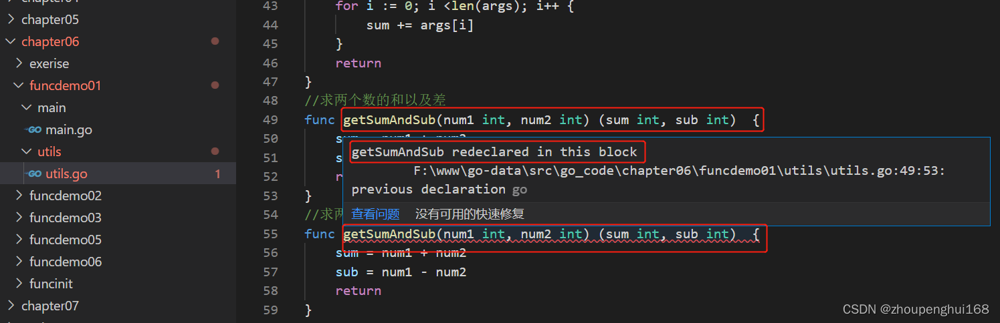 chapter04
chapter05
chapter06
exerise
funcdemo01
main
main.go
utils
utils.go 1
funcdemo02
funcdemo03
funcdemo05
funcdemo06
funcinit
chapter07
43 for i := 0; i <len(args); i++ {
44 sum += args[i]
45 }
46 return
47 }
48 //求两个数的和以及差
49 func getSumAndSub(num1 int, num2 int) (sum int, sub int) {
50
51 s
52 r
53 }
54 //求两
55 func getSumAndSub(num1 int, num2 int) (sum int, sub int) {
56 sum = num1 + num2
57 sub = num1 - num2
58 return
59 }
getSumAndSub redeclared in this block
F:\www\go-data\src\go_code\chapter06\funcdemo01\utils\utils.go:49:53:
previous declaration go
查看问题 没有可用的快速修复
CSDN @zhoupenghui168